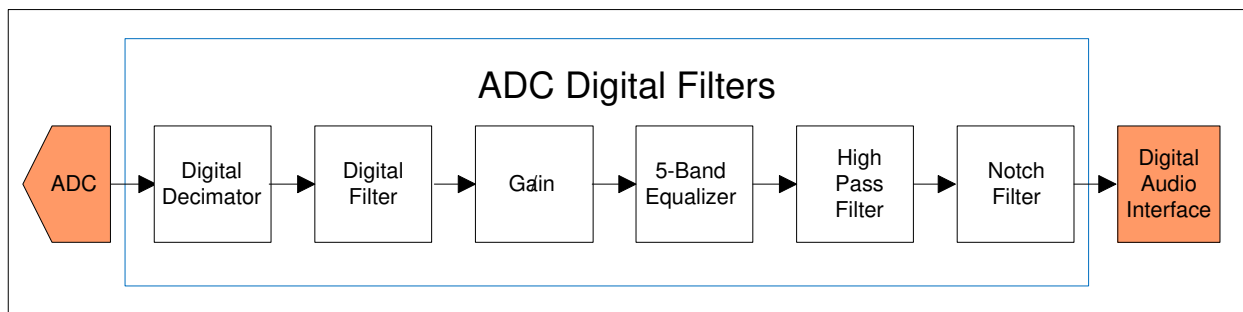 ADC Digital Filters
ADC
Digital
Decimator
Digital
Filter
Gain
5-Band
Equalizer
High
Pass
Filter
Notch
Filter
Digital
Audio
Interface